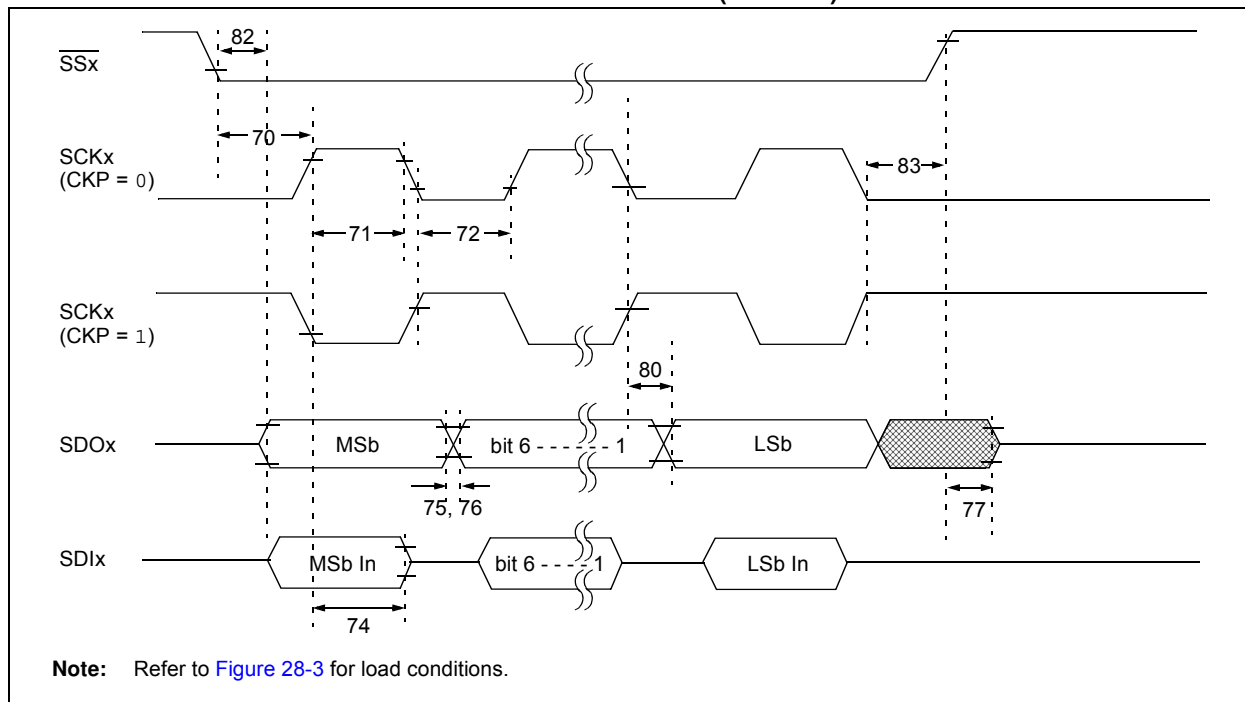 82
SSx
70
SCKx
(CKP = 0)
83
71
72
SCKx
(CKP = 1)
80
SDOx
MSb
bit 6 - - - - - - 1
LSb
75, 76
77
SDIx
MSb In
bit 6 - - - - 1
LSb In
74
Note: Refer to Figure 28-3 for load conditions.